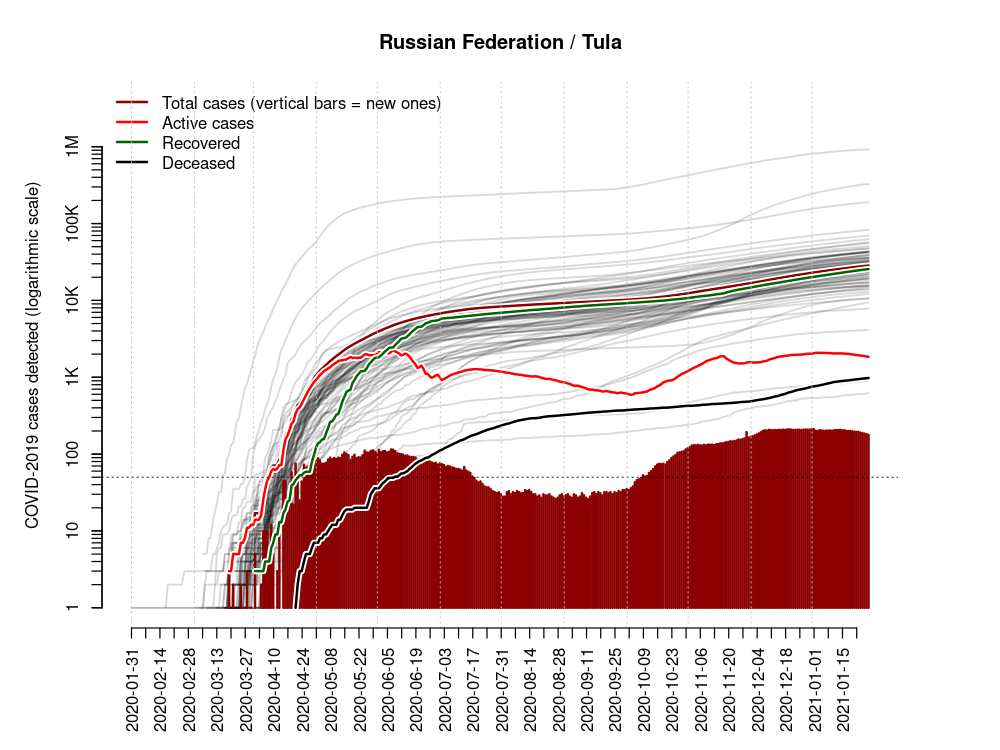 Russian Federation / Tula
Total cases (vertical bars = new ones)
Active cases
Recovered
Deceased
COVID-2019 cases detected (logarithmic scale)
1M
100K
10K
1K
100
10
1
2020-01-31
2020-02-14
2020-02-28
2020-03-13
2020-03-27
2020-04-10
2020-04-24
2020-05-08
2020-05-22
2020-06-05
2020-06-19
2020-07-03
2020-07-17
2020-07-31
2020-08-14
2020-08-28
2020-09-11
2020-09-25
2020-10-09
2020-10-23
2020-11-06
2020-11-20
2020-12-04
2020-12-18
2021-01-01
2021-01-15